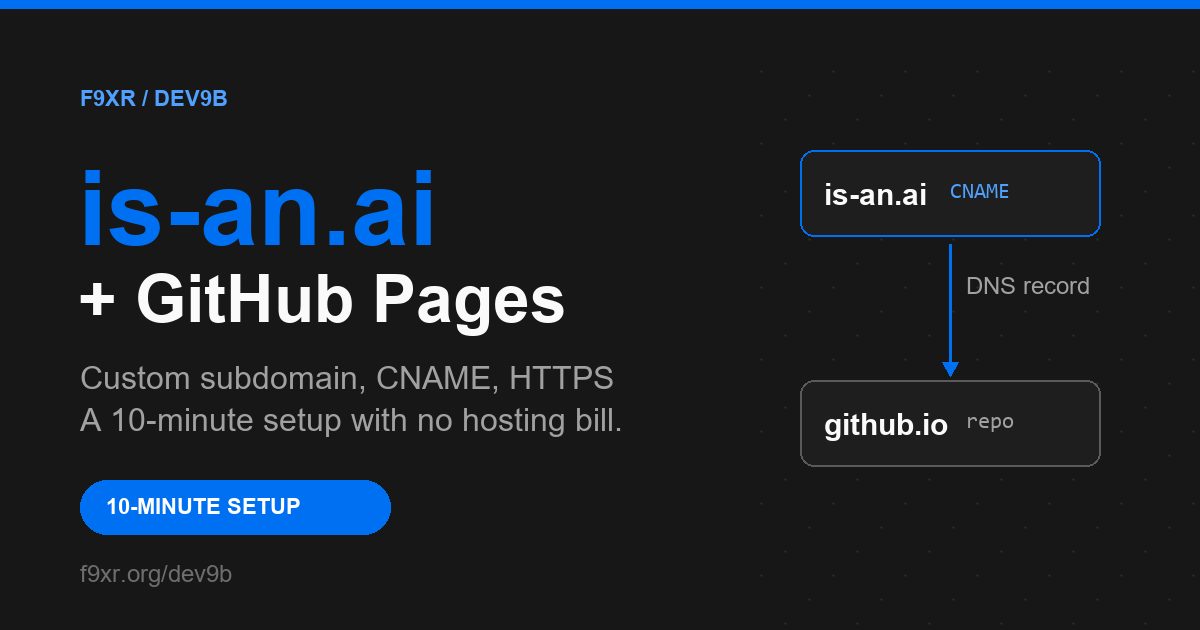 F9XR / DEV9B
is-an.ai
+ GitHub Pages
Custom subdomain, CNAME, HTTPS
A 10-minute setup with no hosting bill.
10-MINUTE SETUP
f9xr.org/dev9b
is-an.ai CNAME
DNS record
github.io repo